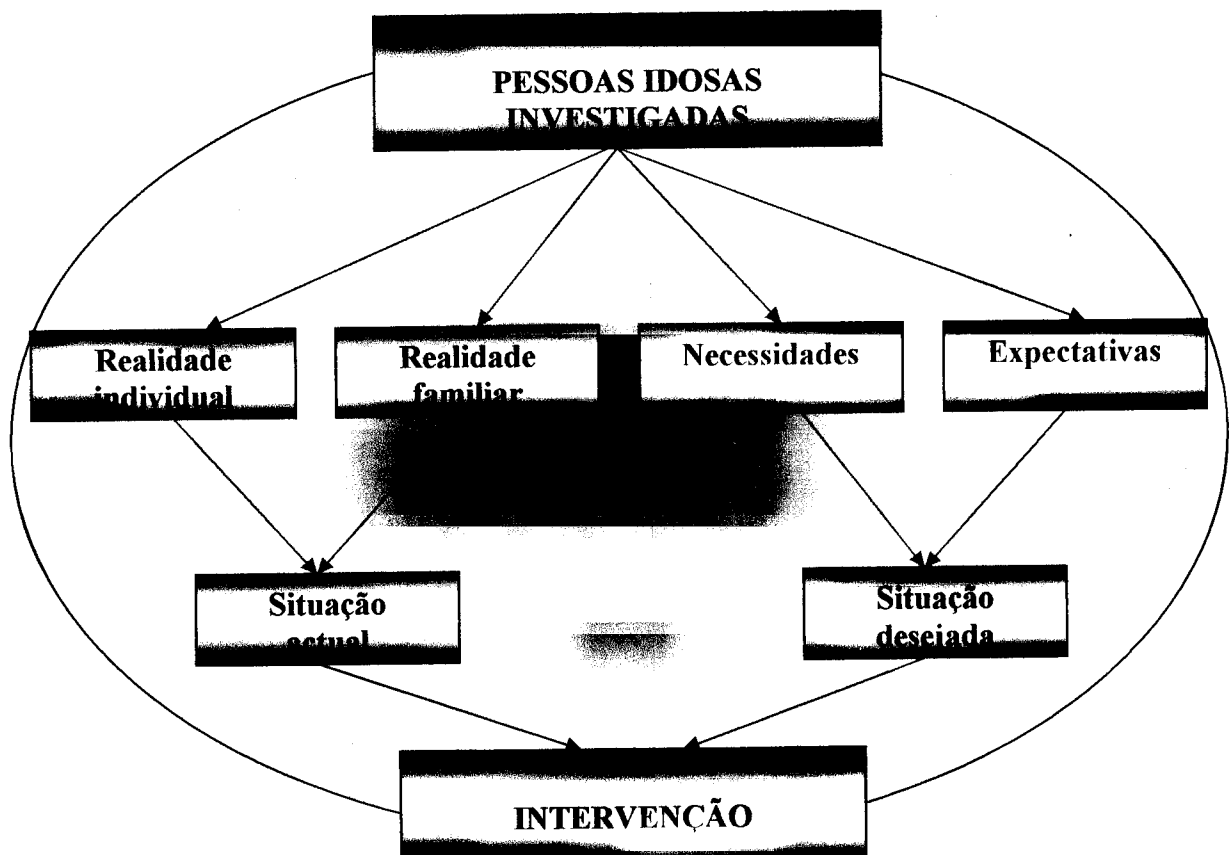 PESSOAS IDOSAS
INVESTIGADAS
Realidade
individual
Realidade
familiar
Necessidades
Expectativas
Situação
actual
Situação
desejada
INTERVENÇÃO